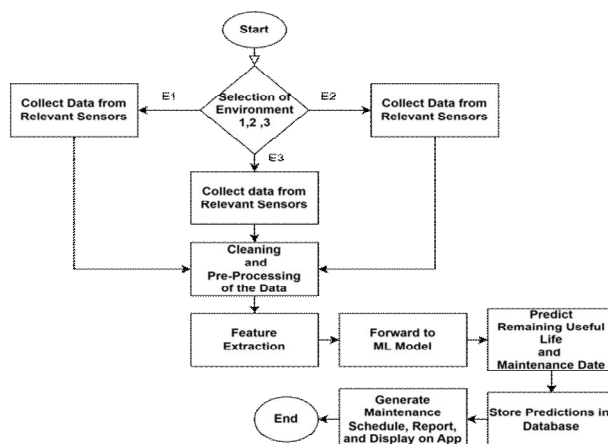 Start
Selection of
Environment
1,2 ,3
E1
E2
E3
Collect Data from
Relevant Sensors
Collect Data from
Relevant Sensors
Collect data from
Relevant Sensors
Cleaning
and
Pre-Processing
of the Data
Feature
Extraction
Forward to
ML Model
Predict
Remaining Useful
Life
and
Maintenance Date
Store Predictions in
Database
Generate
Maintenance
Schedule, Report,
and Display on App
End